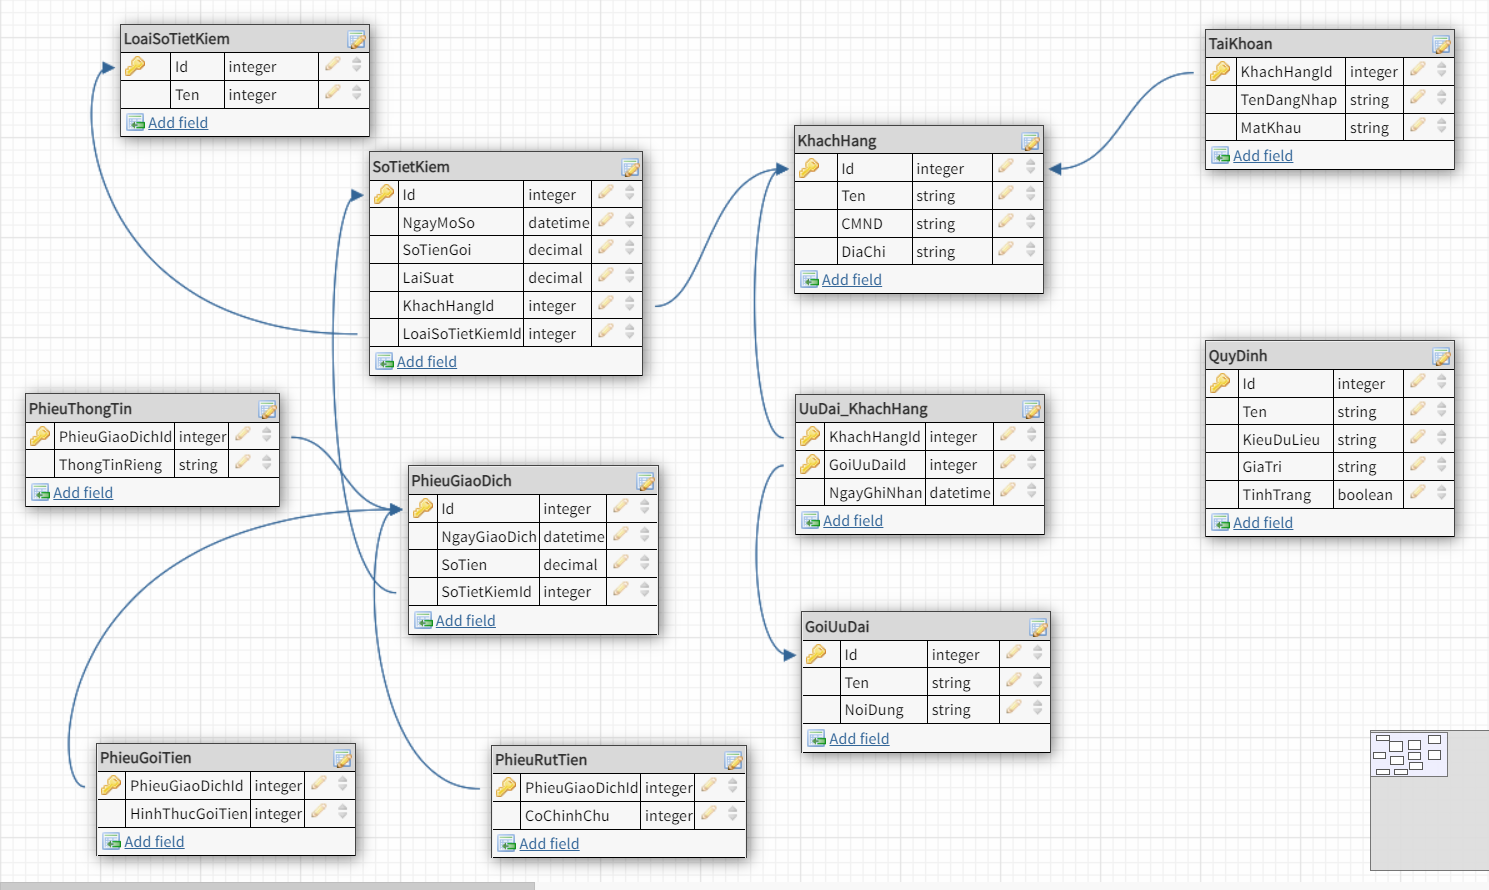 LoaiSoTietKiem
Id integer
Ten integer
Add field
SoTietKiem
Id integer
NgayMoSo datetime
SoTienGoi decimal
LaiSuat decimal
KhachHangId integer
LoaiSoTietKiemId integer
Add field
KhachHang
Id integer
Ten string
CMND string
DiaChi string
Add field
TaiKhoan
KhachHangId integer
TenDangNhap string
MatKhau string
Add field
QuyDinh
Id integer
Ten string
KieuDuLieu string
GiaTri string
TinhTrang boolean
Add field
PhieuThongTin
PhieuGiaoDichId integer
ThongTinRieng string
Add field
PhieuGiaoDich
Id integer
NgayGiaoDich datetime
SoTien decimal
SoTietKiemId integer
Add field
UuDai_KhachHang
KhachHangId integer
GoiUuDaiId integer
NgayGhiNhan datetime
Add field
GoiUuDai
Id integer
Ten string
NoiDung string
Add field
PhieuGoiTien
PhieuGiaoDichId integer
HinhThucGoiTien integer
Add field
PhieuRutTien
PhieuGiaoDichId integer
CoChinhChu integer
Add field